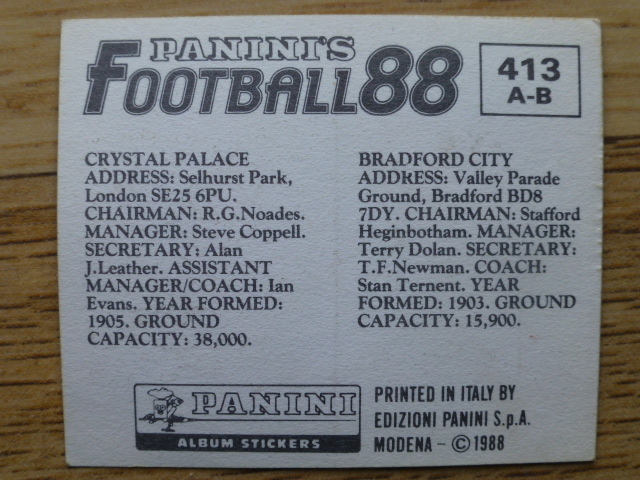 PANINI'S
FOOTBALL 88
413
A-B
CRYSTAL PALACE
ADDRESS: Selhurst Park,
London SE25 6PU.
CHAIRMAN: R.G.Noades.
MANAGER: Steve Coppell.
SECRETARY: Alan
J.Leather. ASSISTANT
MANAGER/COACH: Ian
Evans. YEAR FORMED:
1905. GROUND
CAPACITY: 38,000.
BRADFORD CITY
ADDRESS: Valley Parade
Ground, Bradford BD8
7DY. CHAIRMAN: Stafford
Heginbotham. MANAGER:
Terry Dolan. SECRETARY:
T.F.Newman. COACH:
Stan Ternent. YEAR
FORMED: 1903. GROUND
CAPACITY: 15,900.
PANINI
ALBUM STICKERS
PRINTED IN ITALY BY
EDIZIONI PANINI S.p.A.
MODENA - © 1988